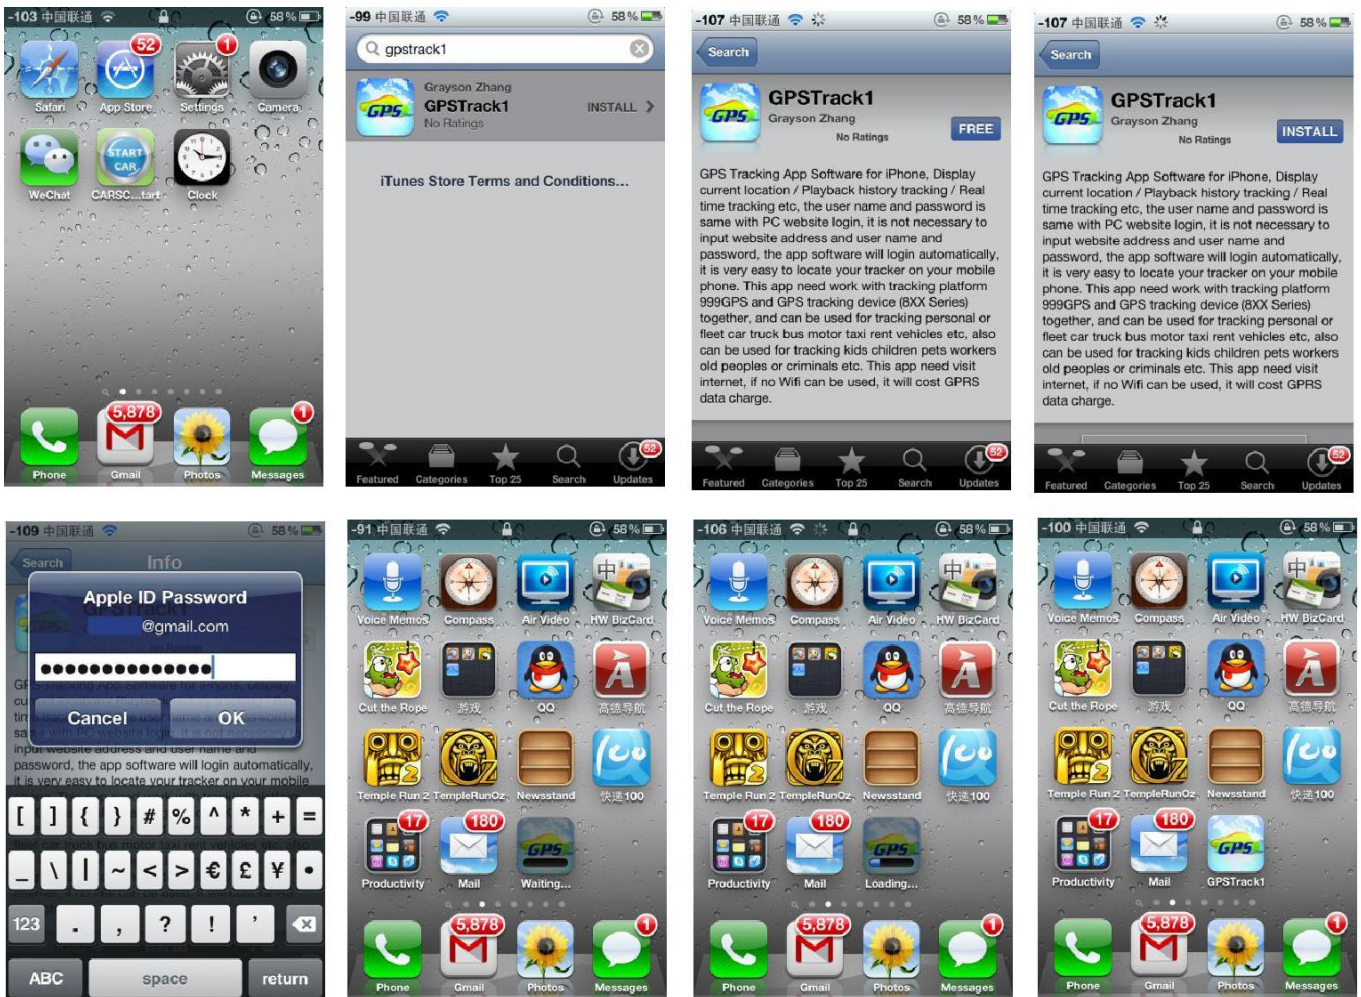 -103 中国联通 58%
52
1
Safari App Store Settings Camera
START CAR
WeChat CARSC...tart Clock
5,878
1
Phone Gmail Photos Messages
-99 中国联通 58%
gpstrack1
Grayson Zhang
GPS GPSTrack1 INSTALL
No Ratings
iTunes Store Terms and Conditions...
52
Featured Categories Top 25 Search Updates
-107 中国联通 58%
Search
GPSTrack1
GPS Grayson Zhang
No Ratings FREE
GPS Tracking App Software for iPhone, Display
current location / Playback history tracking / Real
time tracking etc, the user name and password is
same with PC website login, it is not necessary to
input website address and user name and
password, the app software will login automatically,
it is very easy to locate your tracker on your mobile
phone. This app need work with tracking platform
999GPS and GPS tracking device (8XX Series)
together, and can be used for tracking personal or
fleet car truck bus motor taxi rent vehicles etc, also
can be used for tracking kids children pets workers
old peoples or criminals etc. This app need visit
internet, if no Wifi can be used, it will cost GPRS
data charge.
52
Featured Categories Top 25 Search Updates
-107 中国联通 58%
Search
GPSTrack1
GPS Grayson Zhang
No Ratings INSTALL
GPS Tracking App Software for iPhone, Display
current location / Playback history tracking / Real
time tracking etc, the user name and password is
same with PC website login, it is not necessary to
input website address and user name and
password, the app software will login automatically,
it is very easy to locate your tracker on your mobile
phone. This app need work with tracking platform
999GPS and GPS tracking device (8XX Series)
together, and can be used for tracking personal or
fleet car truck bus motor taxi rent vehicles etc, also
can be used for tracking kids children pets workers
old peoples or criminals etc. This app need visit
internet, if no Wifi can be used, it will cost GPRS
data charge.
52
Featured Categories Top 25 Search Updates
-109 中国联通 58%
Search Info
Apple ID Password
@gmail.com
••••••••••••••
Cancel OK
input website address and user name and
password, the app software will login automatically,
it is very easy to locate your tracker on your mobile
[ ] { } # % ^ * + =
_ \ | ~ < > € £ ¥ •
123 . , ? ! '
ABC space return
-91 中国联通 58%
中
Voice Memos Compass Air Video HW BizCard
Cut the Rope 游戏 QQ 高德导航
2
Temple Run 2 TempleRunOz Newsstand 快递100
17 180
GPS
Productivity Mail Waiting...
5,878
1
Phone Gmail Photos Messages
-106 中国联通 58%
中
Voice Memos Compass Air Video HW BizCard
Cut the Rope 游戏 QQ 高德导航
2
Temple Run 2 TempleRunOz Newsstand 快递100
17 180
GPS
Productivity Mail Loading...
5,878
1
Phone Gmail Photos Messages
-100 中国联通 58%
中
Voice Memos Compass Air Video HW BizCard
Cut the Rope 游戏 QQ 高德导航
2
Temple Run 2 TempleRunOz Newsstand 快递100
17 180
GPS
Productivity Mail GPSTrack1
5,878
1
Phone Gmail Photos Messages